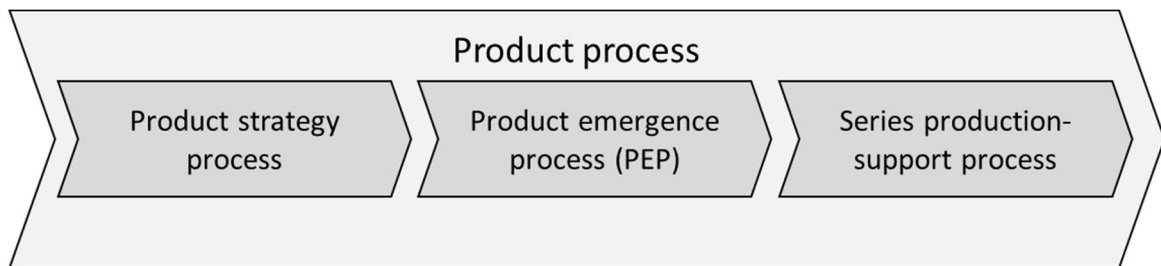 Product process
Product strategy
process
Product emergence
process (PEP)
Series production-
support process